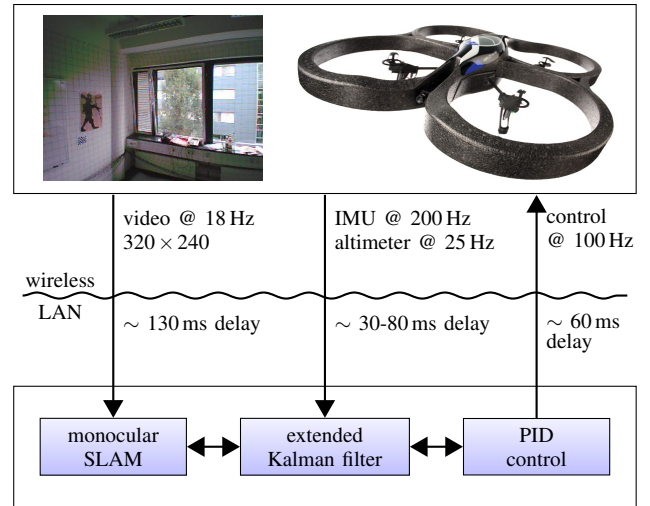 video @ 18 Hz
320 × 240
IMU @ 200 Hz
altimeter @ 25 Hz
control
@ 100 Hz
wireless
LAN
∼ 130 ms delay
∼ 30-80 ms delay
∼ 60 ms
delay
monocular
SLAM
extended
Kalman filter
PID
control